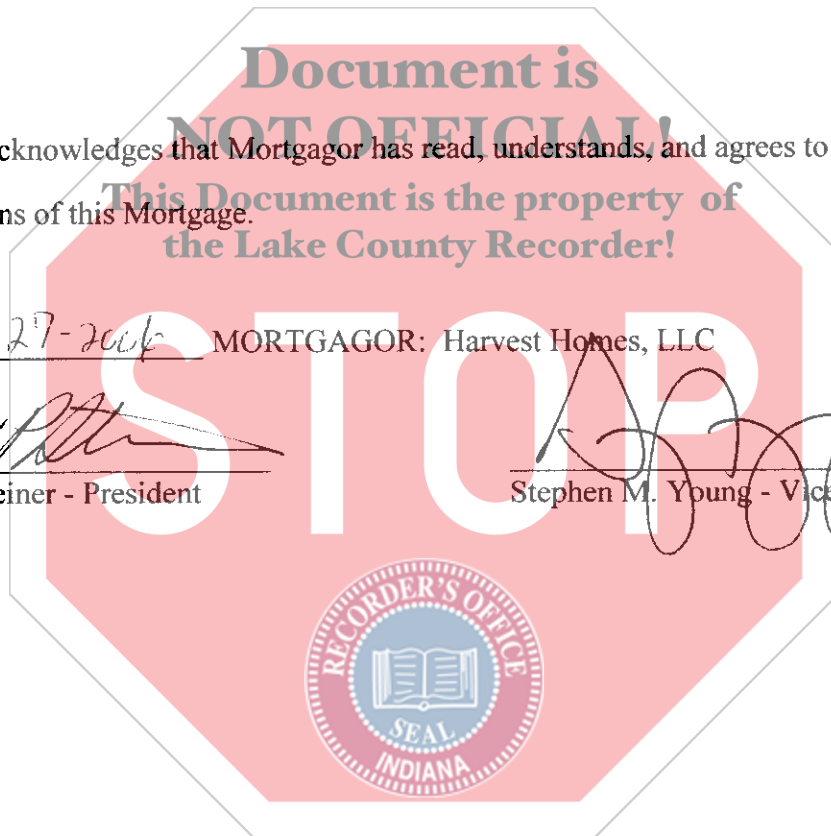 Document is
NOT OFFICIAL!
cknowledges that Mortgagor has read, understands, and agrees to
This Document is the property of
ns of this Mortgage.
the Lake County Recorder!
27-2006 MORTGAGOR: Harvest Homes, LLC
STOP
einer - President Stephen M. Young - Vice
RECORDER'S OFFICE
SEAL
INDIANA